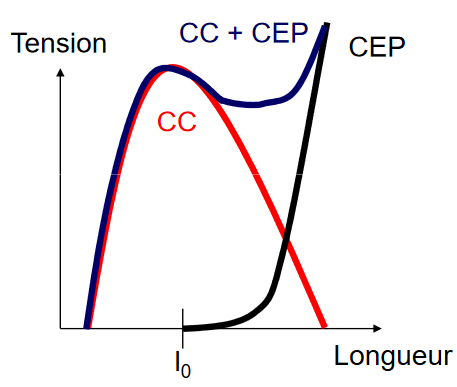 CC + CEP
Tension
CEP
CC
Longueur
l0